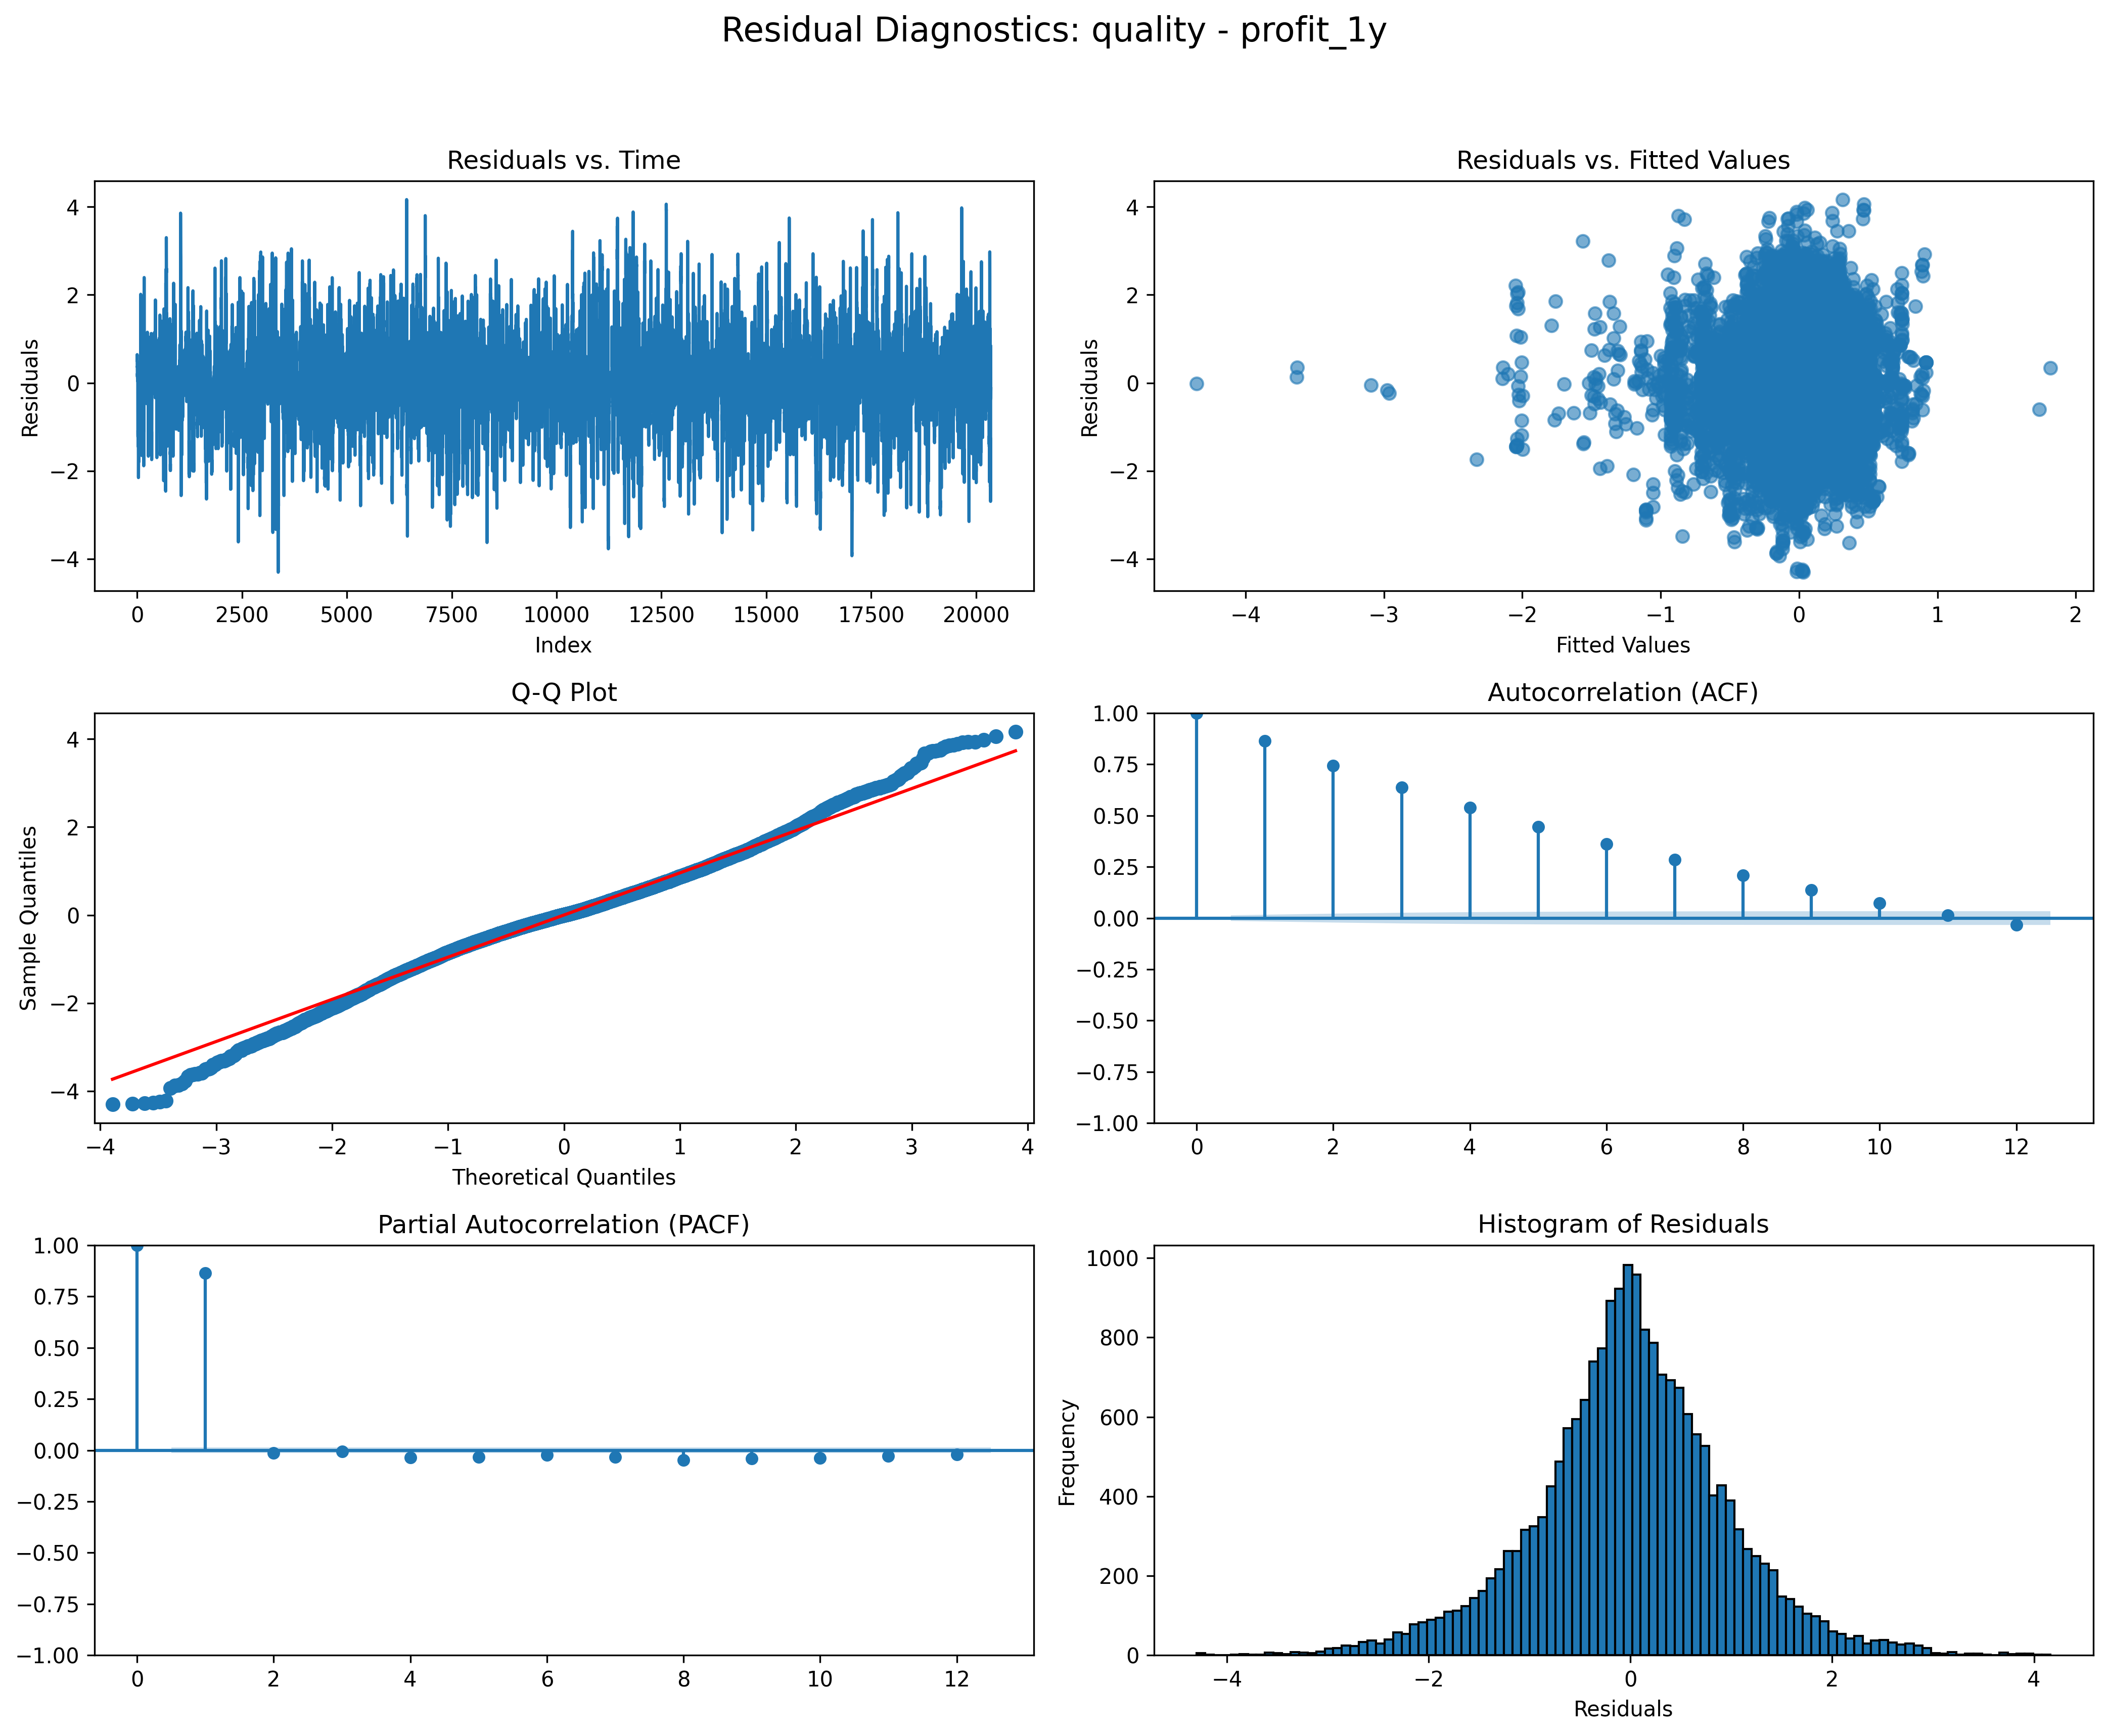 Residual Diagnostics: quality - profit_1y
Residuals vs. Time
Residuals
4
2
0
−2
−4
0 2500 5000 7500 10000 12500 15000 17500 20000
Index
Residuals vs. Fitted Values
Residuals
4
2
0
−2
−4
−4 −3 −2 −1 0 1 2
Fitted Values
Q-Q Plot
Sample Quantiles
4
2
0
−2
−4
−4 −3 −2 −1 0 1 2 3 4
Theoretical Quantiles
Autocorrelation (ACF)
1.00
0.75
0.50
0.25
0.00
−0.25
−0.50
−0.75
−1.00
0 2 4 6 8 10 12
Partial Autocorrelation (PACF)
1.00
0.75
0.50
0.25
0.00
−0.25
−0.50
−0.75
−1.00
0 2 4 6 8 10 12
Histogram of Residuals
Frequency
1000
800
600
400
200
0
−4 −2 0 2 4
Residuals